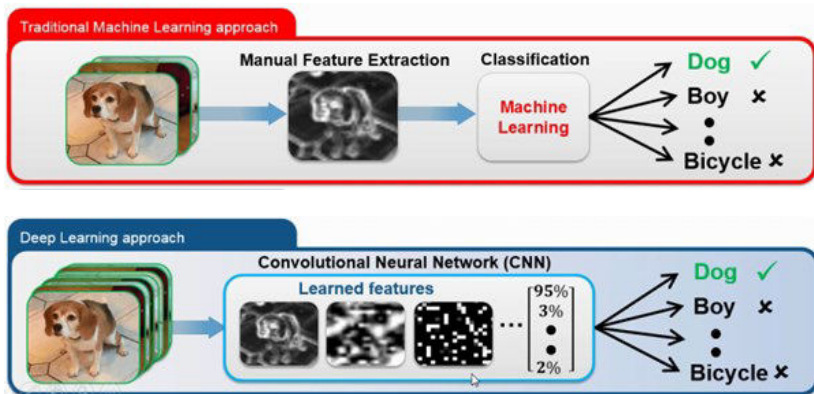 Traditional Machine Learning approach
Manual Feature Extraction
Classification
Machine
Learning
Dog ✓
Boy ✘
•
•
Bicycle ✘
Deep Learning approach
Convolutional Neural Network (CNN)
Learned features
95%
3%
•
•
2%
...
Dog ✓
Boy ✘
•
•
Bicycle ✘